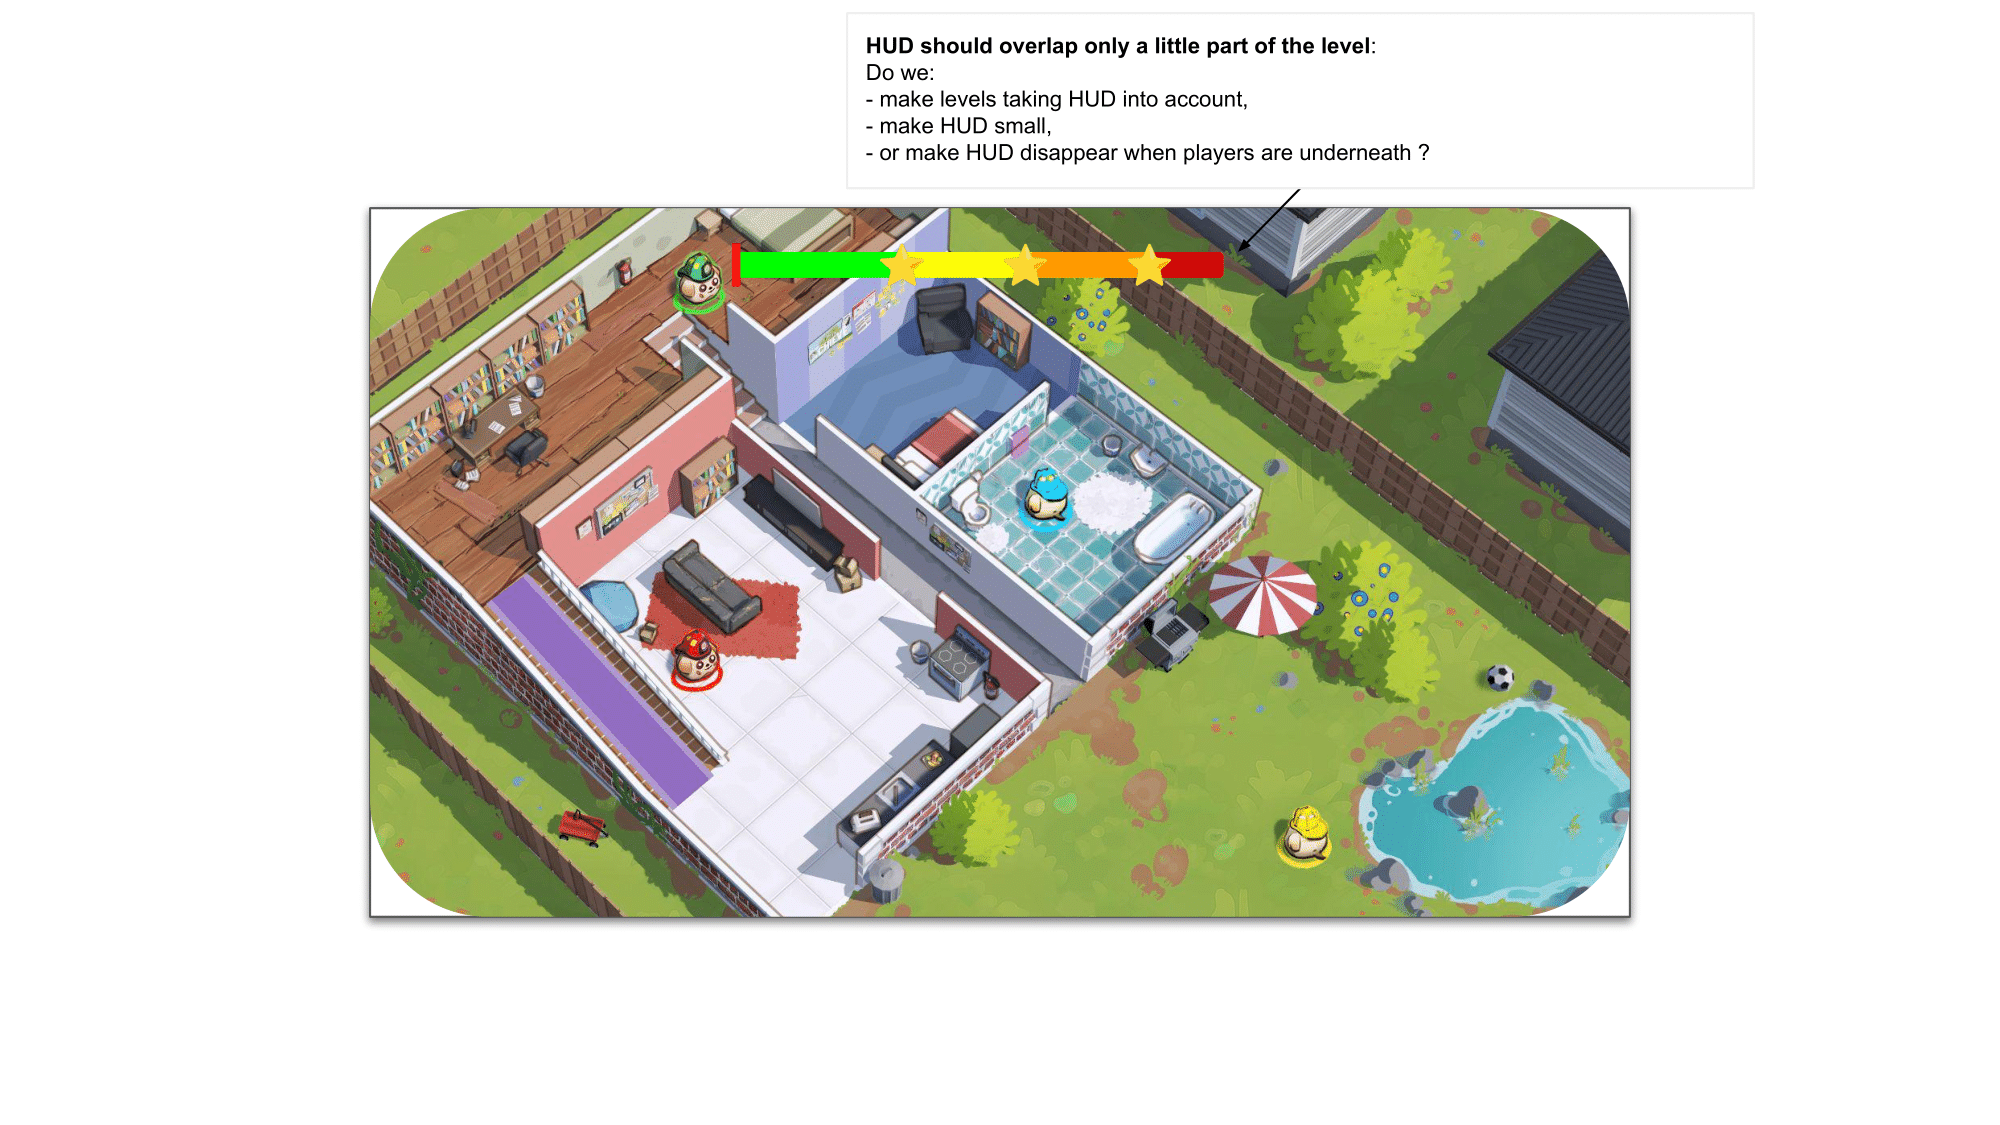 HUD should overlap only a little part of the level:
Do we:
- make levels taking HUD into account,
- make HUD small,
- or make HUD disappear when players are underneath ?